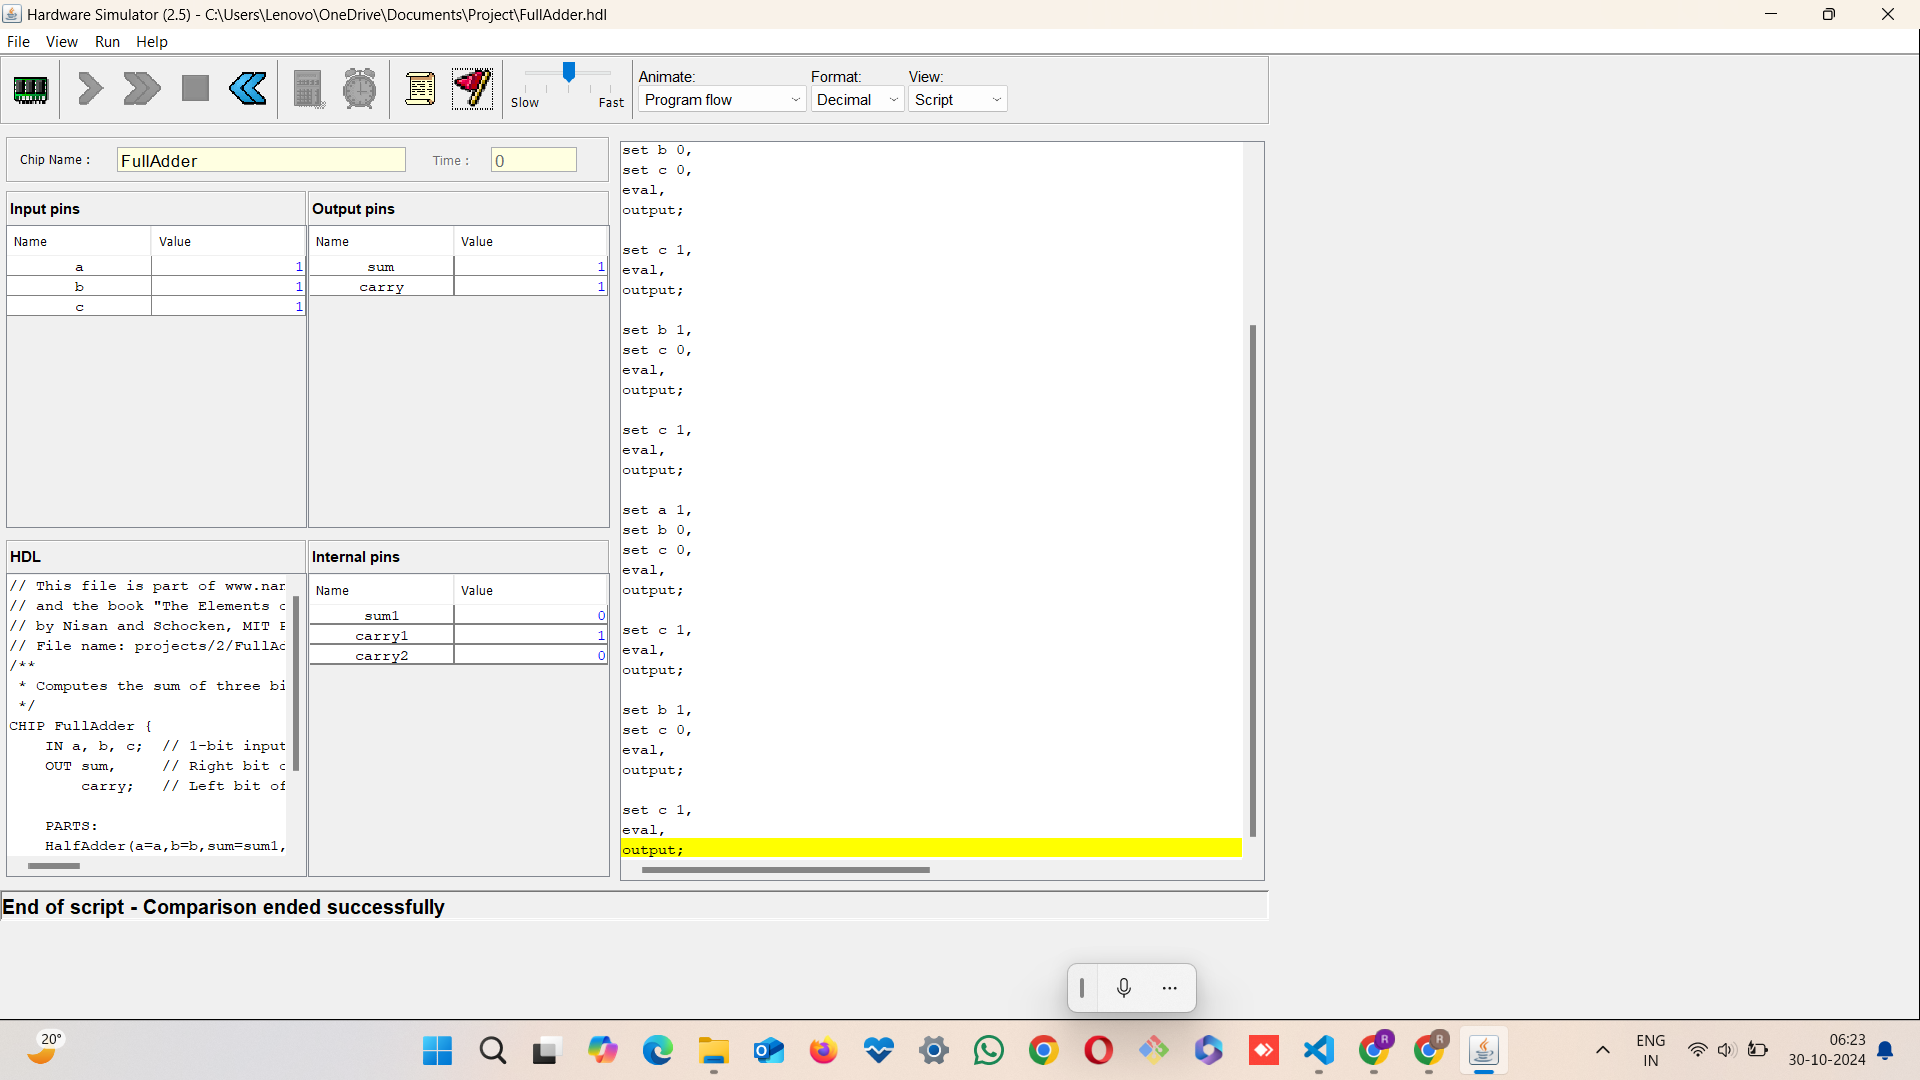 Hardware Simulator (2.5) - C:\Users\Lenovo\OneDrive\Documents\Project\FullAdder.hdl
File View Run Help
Slow Fast
Animate: Format: View:
Program flow Decimal Script
Chip Name : FullAdder Time : 0
Input pins
Name Value
a 1
b 1
c 1
Output pins
Name Value
sum 1
carry 1
HDL
// This file is part of www.nan
// and the book "The Elements o
// by Nisan and Schocken, MIT P
// File name: projects/2/FullAd
/**
* Computes the sum of three bi
*/
CHIP FullAdder {
IN a, b, c; // 1-bit input
OUT sum, // Right bit o
carry; // Left bit of
PARTS:
HalfAdder(a=a,b=b,sum=sum1,
Internal pins
Name Value
sum1 0
carry1 1
carry2 0
set b 0,
set c 0,
eval,
output;
set c 1,
eval,
output;
set b 1,
set c 0,
eval,
output;
set c 1,
eval,
output;
set a 1,
set b 0,
set c 0,
eval,
output;
set c 1,
eval,
output;
set b 1,
set c 0,
eval,
output;
set c 1,
eval,
output;
End of script - Comparison ended successfully
20°
R
R
ENG
IN
06:23
30-10-2024